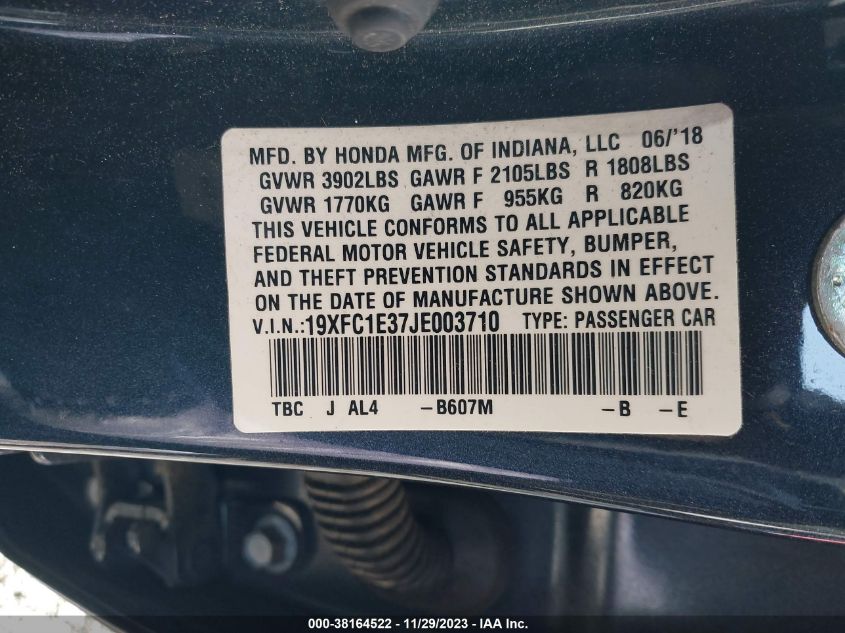 MFD. BY HONDA MFG. OF INDIANA, LLC 06/'18
GVWR 3902LBS GAWR F 2105LBS R 1808LBS
GVWR 1770KG GAWR F 955KG R 820KG
THIS VEHICLE CONFORMS TO ALL APPLICABLE
FEDERAL MOTOR VEHICLE SAFETY, BUMPER,
AND THEFT PREVENTION STANDARDS IN EFFECT
ON THE DATE OF MANUFACTURE SHOWN ABOVE.
V.I.N.:19XFC1E37JE003710 TYPE: PASSENGER CAR
TBC J AL4 -B607M -B -E
000-38164522 - 11/29/2023 - IAA Inc.